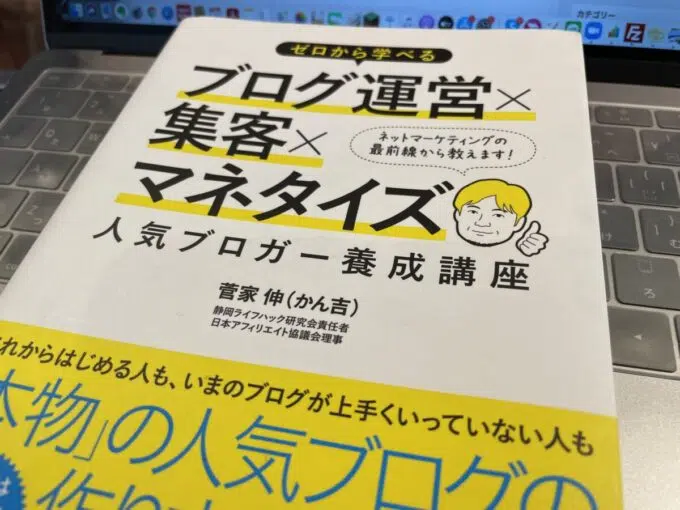 カテゴリー
ゼロから学べる
ブログ運営×
集客×
マネタイズ
ネットマーケティングの
最前線から教えます!
人気ブロガー養成講座
菅家 伸(かん吉)
静岡ライフハック研究会責任者
日本アフィリエイト協議会理事
れからはじめる人も、いまのブログが上手くいっていない人も
本物」の人気ブログの
作り